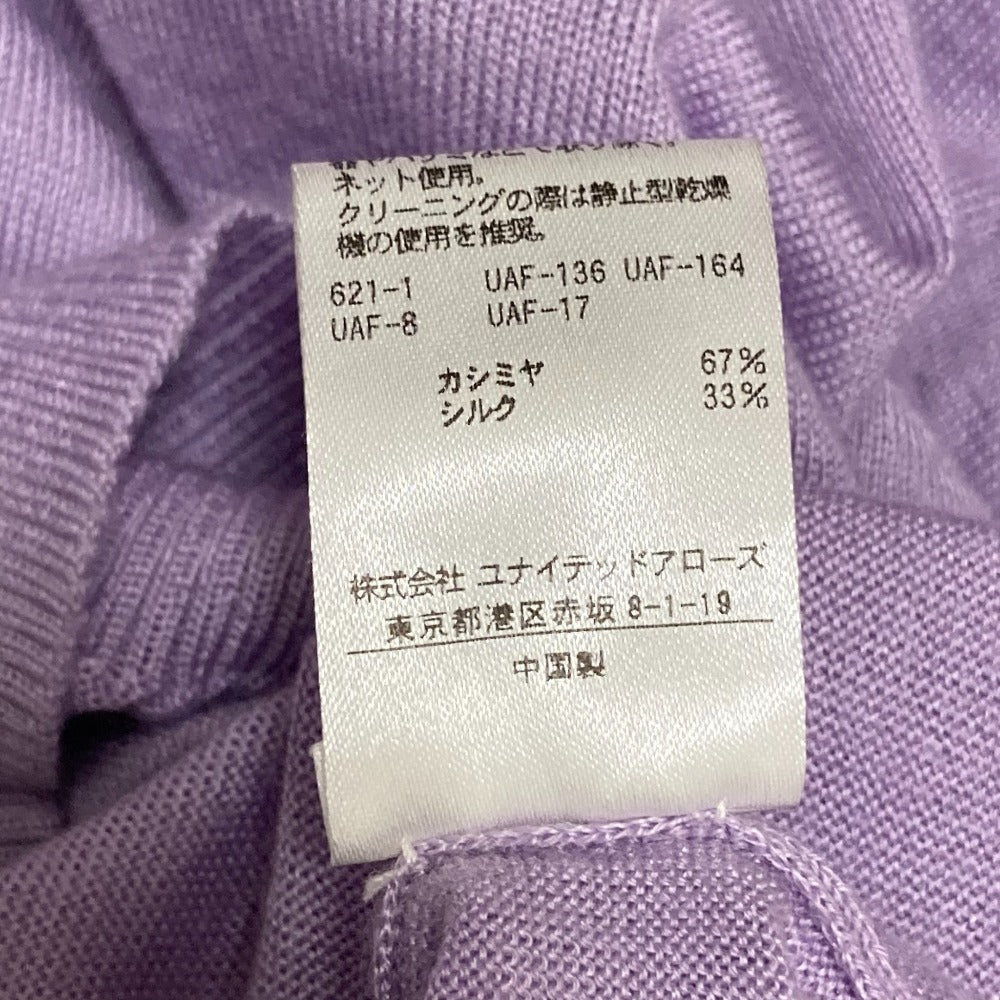 ネット使用。
クリーニングの際は静止型乾燥
機の使用を推奨。
621-1 UAF-136 UAF-164
UAF-8 UAF-17
カシミヤ 67%
シルク 33%
株式会社 ユナイテッドアローズ
東京都港区赤坂 8-1-19
中国製